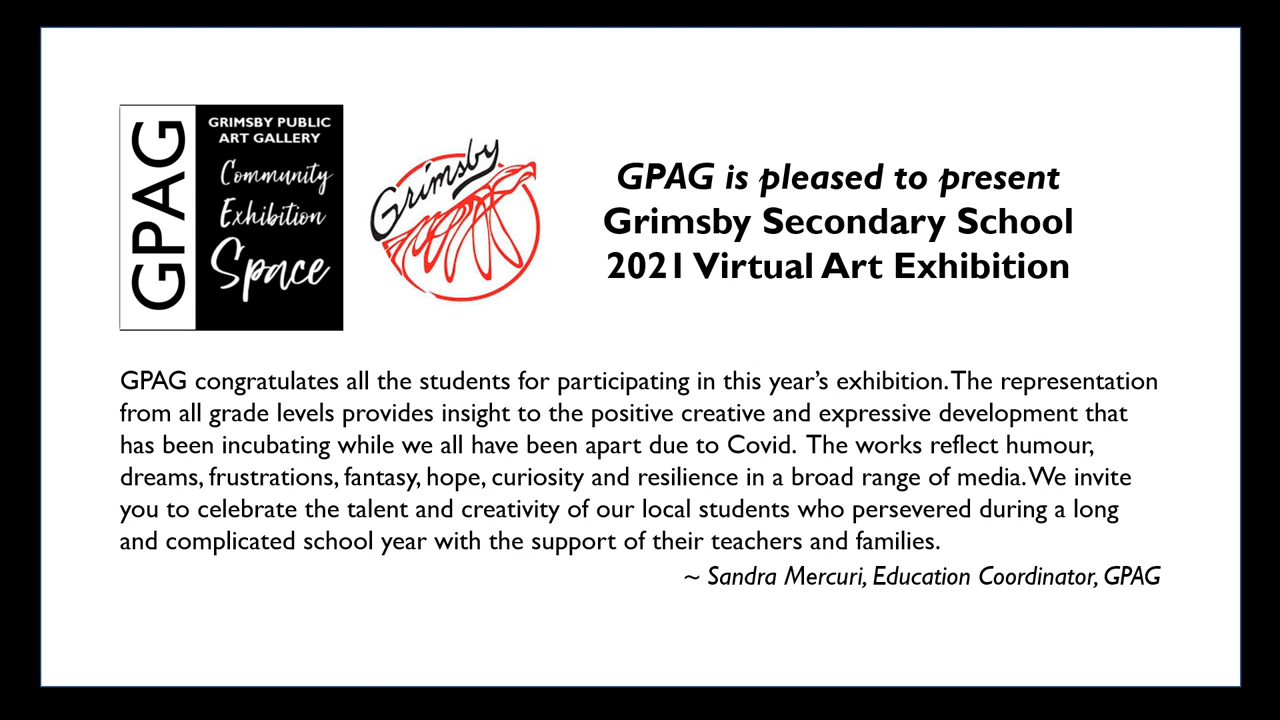 GPAG
GRIMSBY PUBLIC
ART GALLERY
Community
Exhibition
Space
Grimsby
GPAG is pleased to present
Grimsby Secondary School
2021 Virtual Art Exhibition
GPAG congratulates all the students for participating in this year’s exhibition. The representation
from all grade levels provides insight to the positive creative and expressive development that
has been incubating while we all have been apart due to Covid.  The works reflect humour,
dreams, frustrations, fantasy, hope, curiosity and resilience in a broad range of media. We invite
you to celebrate the talent and creativity of our local students who persevered during a long
and complicated school year with the support of their teachers and families.
~ Sandra Mercuri, Education Coordinator, GPAG